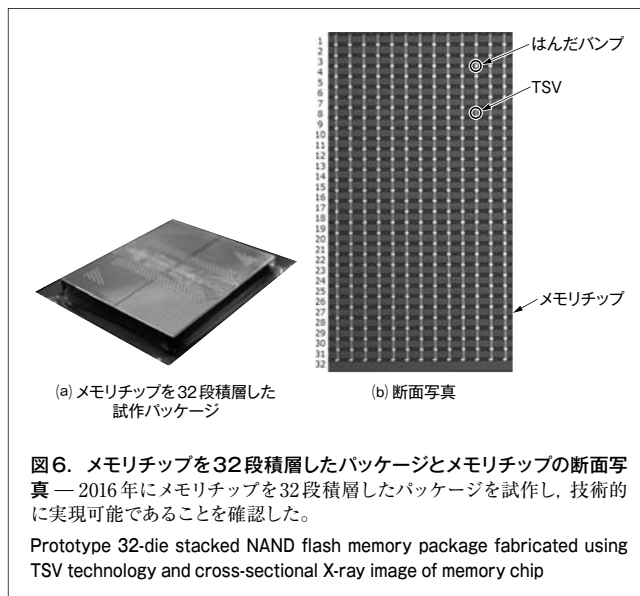 1
2
3
4
5
6
7
8
9
10
11
12
13
14
15
16
17
18
19
20
21
22
23
24
25
26
27
28
29
30
31
32
はんだバンプ
TSV
メモリチップ
(a) メモリチップを32段積層した
試作パッケージ
(b) 断面写真
図6. メモリチップを32段積層したパッケージとメモリチップの断面写
真 — 2016年にメモリチップを32段積層したパッケージを試作し，技術的
に実現可能であることを確認した。
Prototype 32-die stacked NAND flash memory package fabricated using
TSV technology and cross-sectional X-ray image of memory chip